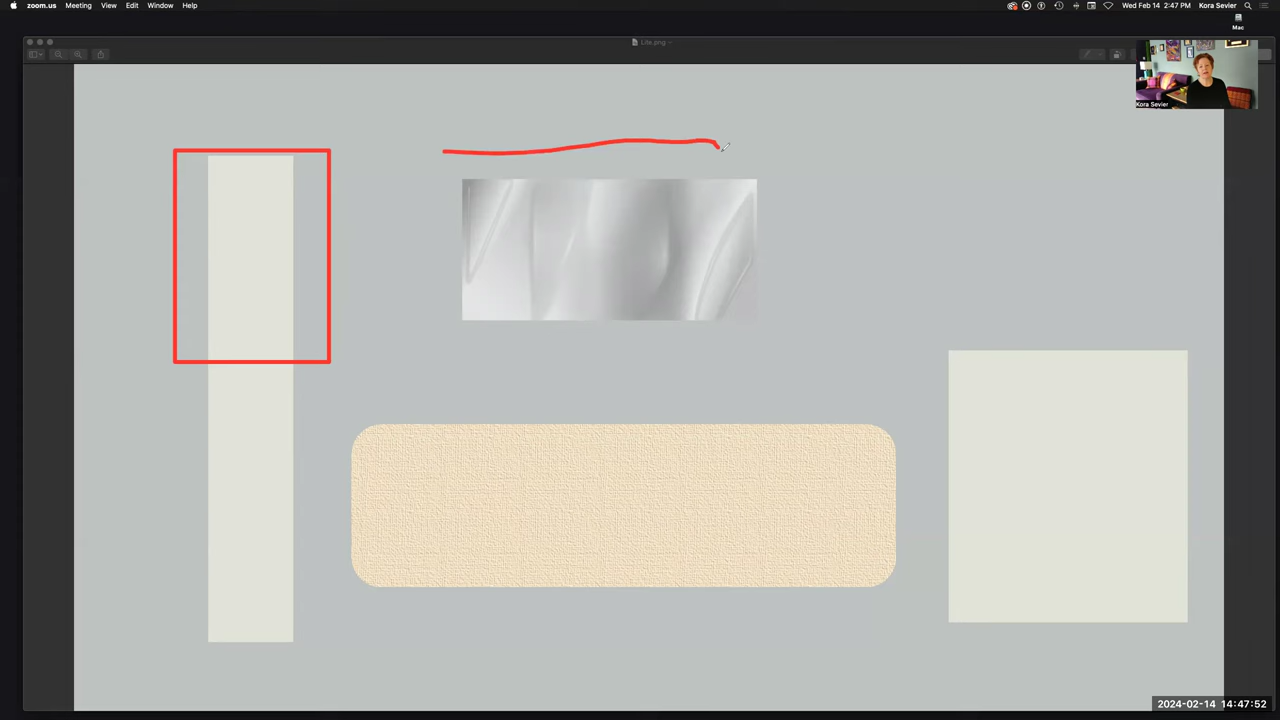 zoom.us Meeting View Edit Window Help
Wed Feb 14 2:47 PM Kora Sevier
Mac
Lite.png
Kora Sevier
2024-02-14 14:47:52